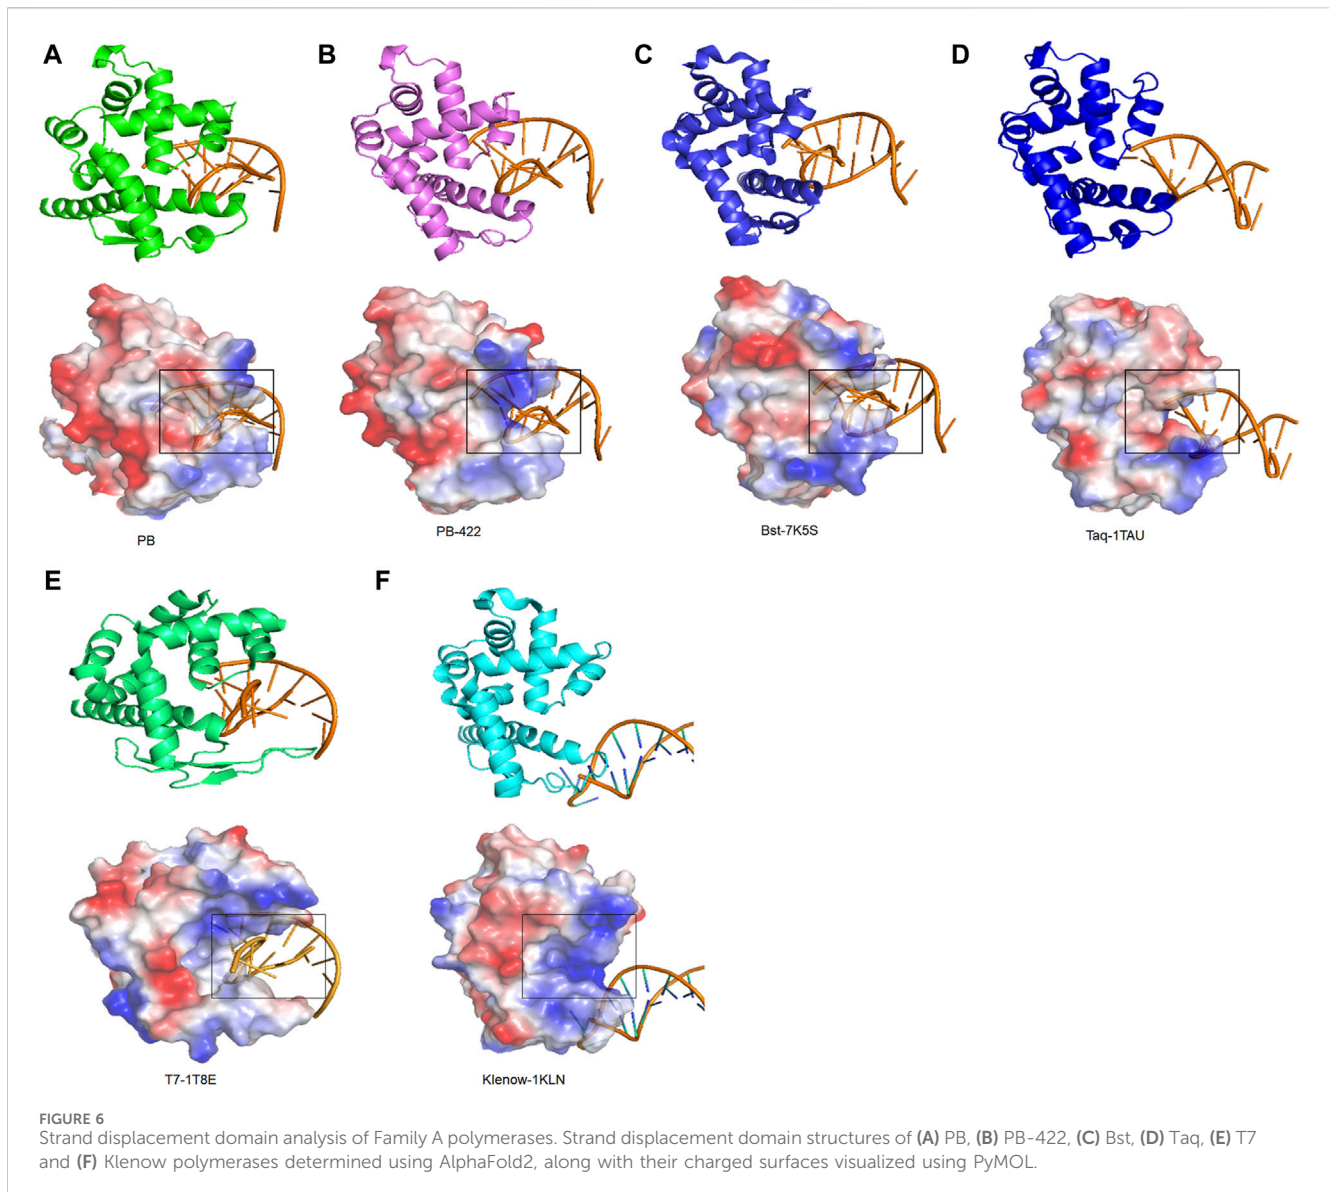 A
B
C
D
PB
PB-422
Bst-7K5S
Taq-1TAU
E
F
T7-1T8E
Klenow-1KLN
FIGURE 6
Strand displacement domain analysis of Family A polymerases. Strand displacement domain structures of (A) PB, (B) PB-422, (C) Bst, (D) Taq, (E) T7
and (F) Klenow polymerases determined using AlphaFold2, along with their charged surfaces visualized using PyMOL.